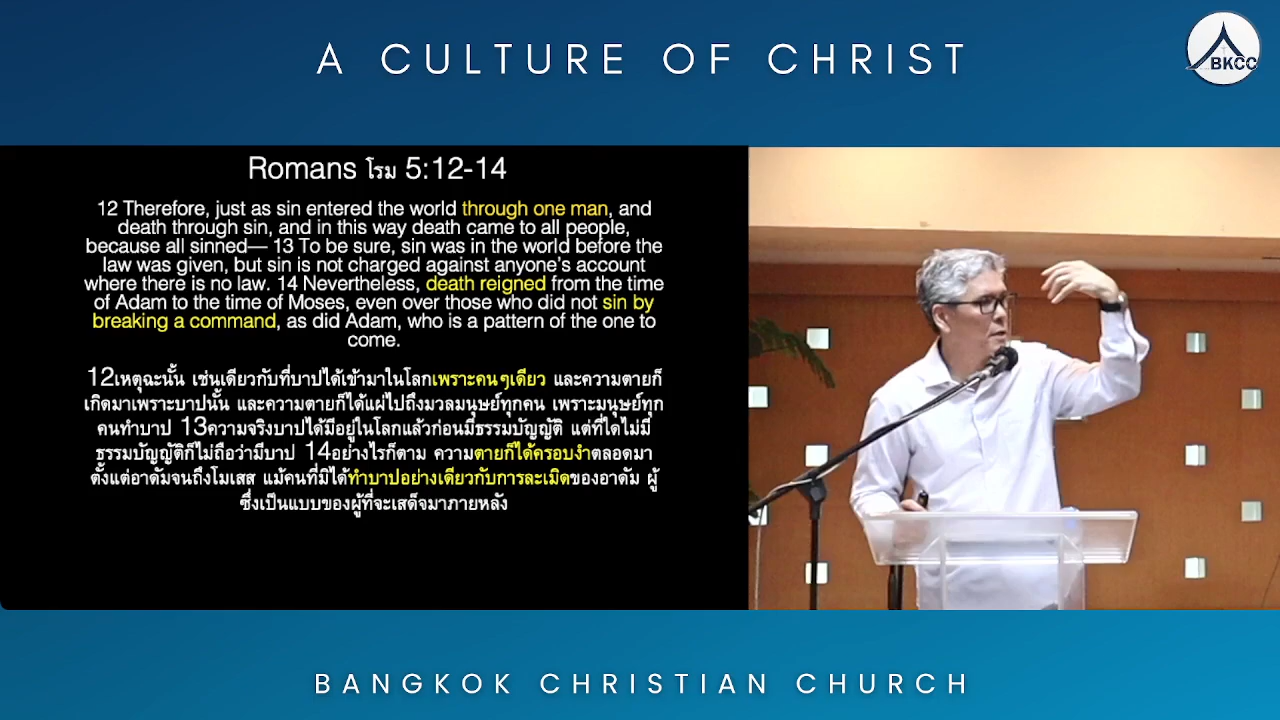 A CULTURE OF CHRIST
BKCC
Romans โรม 5:12-14
12 Therefore, just as sin entered the world through one man, and
death through sin, and in this way death came to all people,
because all sinned— 13 To be sure, sin was in the world before the
law was given, but sin is not charged against anyone's account
where there is no law. 14 Nevertheless, death reigned from the time
of Adam to the time of Moses, even over those who did not sin by
breaking a command, as did Adam, who is a pattern of the one to
come.
12เหตุฉะนั้น เช่นเดียวกับที่บาปได้เข้ามาในโลกเพราะคนๆเดียว และความตายก็
เกิดมาเพราะบาปนั้น และความตายก็ได้แผ่ไปถึงมวลมนุษย์ทุกคน เพราะมนุษย์ทุก
คนทำบาป 13ความจริงบาปได้มีอยู่ในโลกแล้วก่อนมีธรรมบัญญัติ แต่ที่ใดไม่มี
ธรรมบัญญัติก็ไม่ถือว่ามีบาป 14อย่างไรก็ตาม ความตายก็ได้ครอบงำตลอดมา
ตั้งแต่อาดัมจนถึงโมเสส แม้คนที่มิได้ทำบาปอย่างเดียวกับการละเมิดของอาดัม ผู้
ซึ่งเป็นแบบของผู้ที่จะเสด็จมาภายหลัง
BANGKOK CHRISTIAN CHURCH